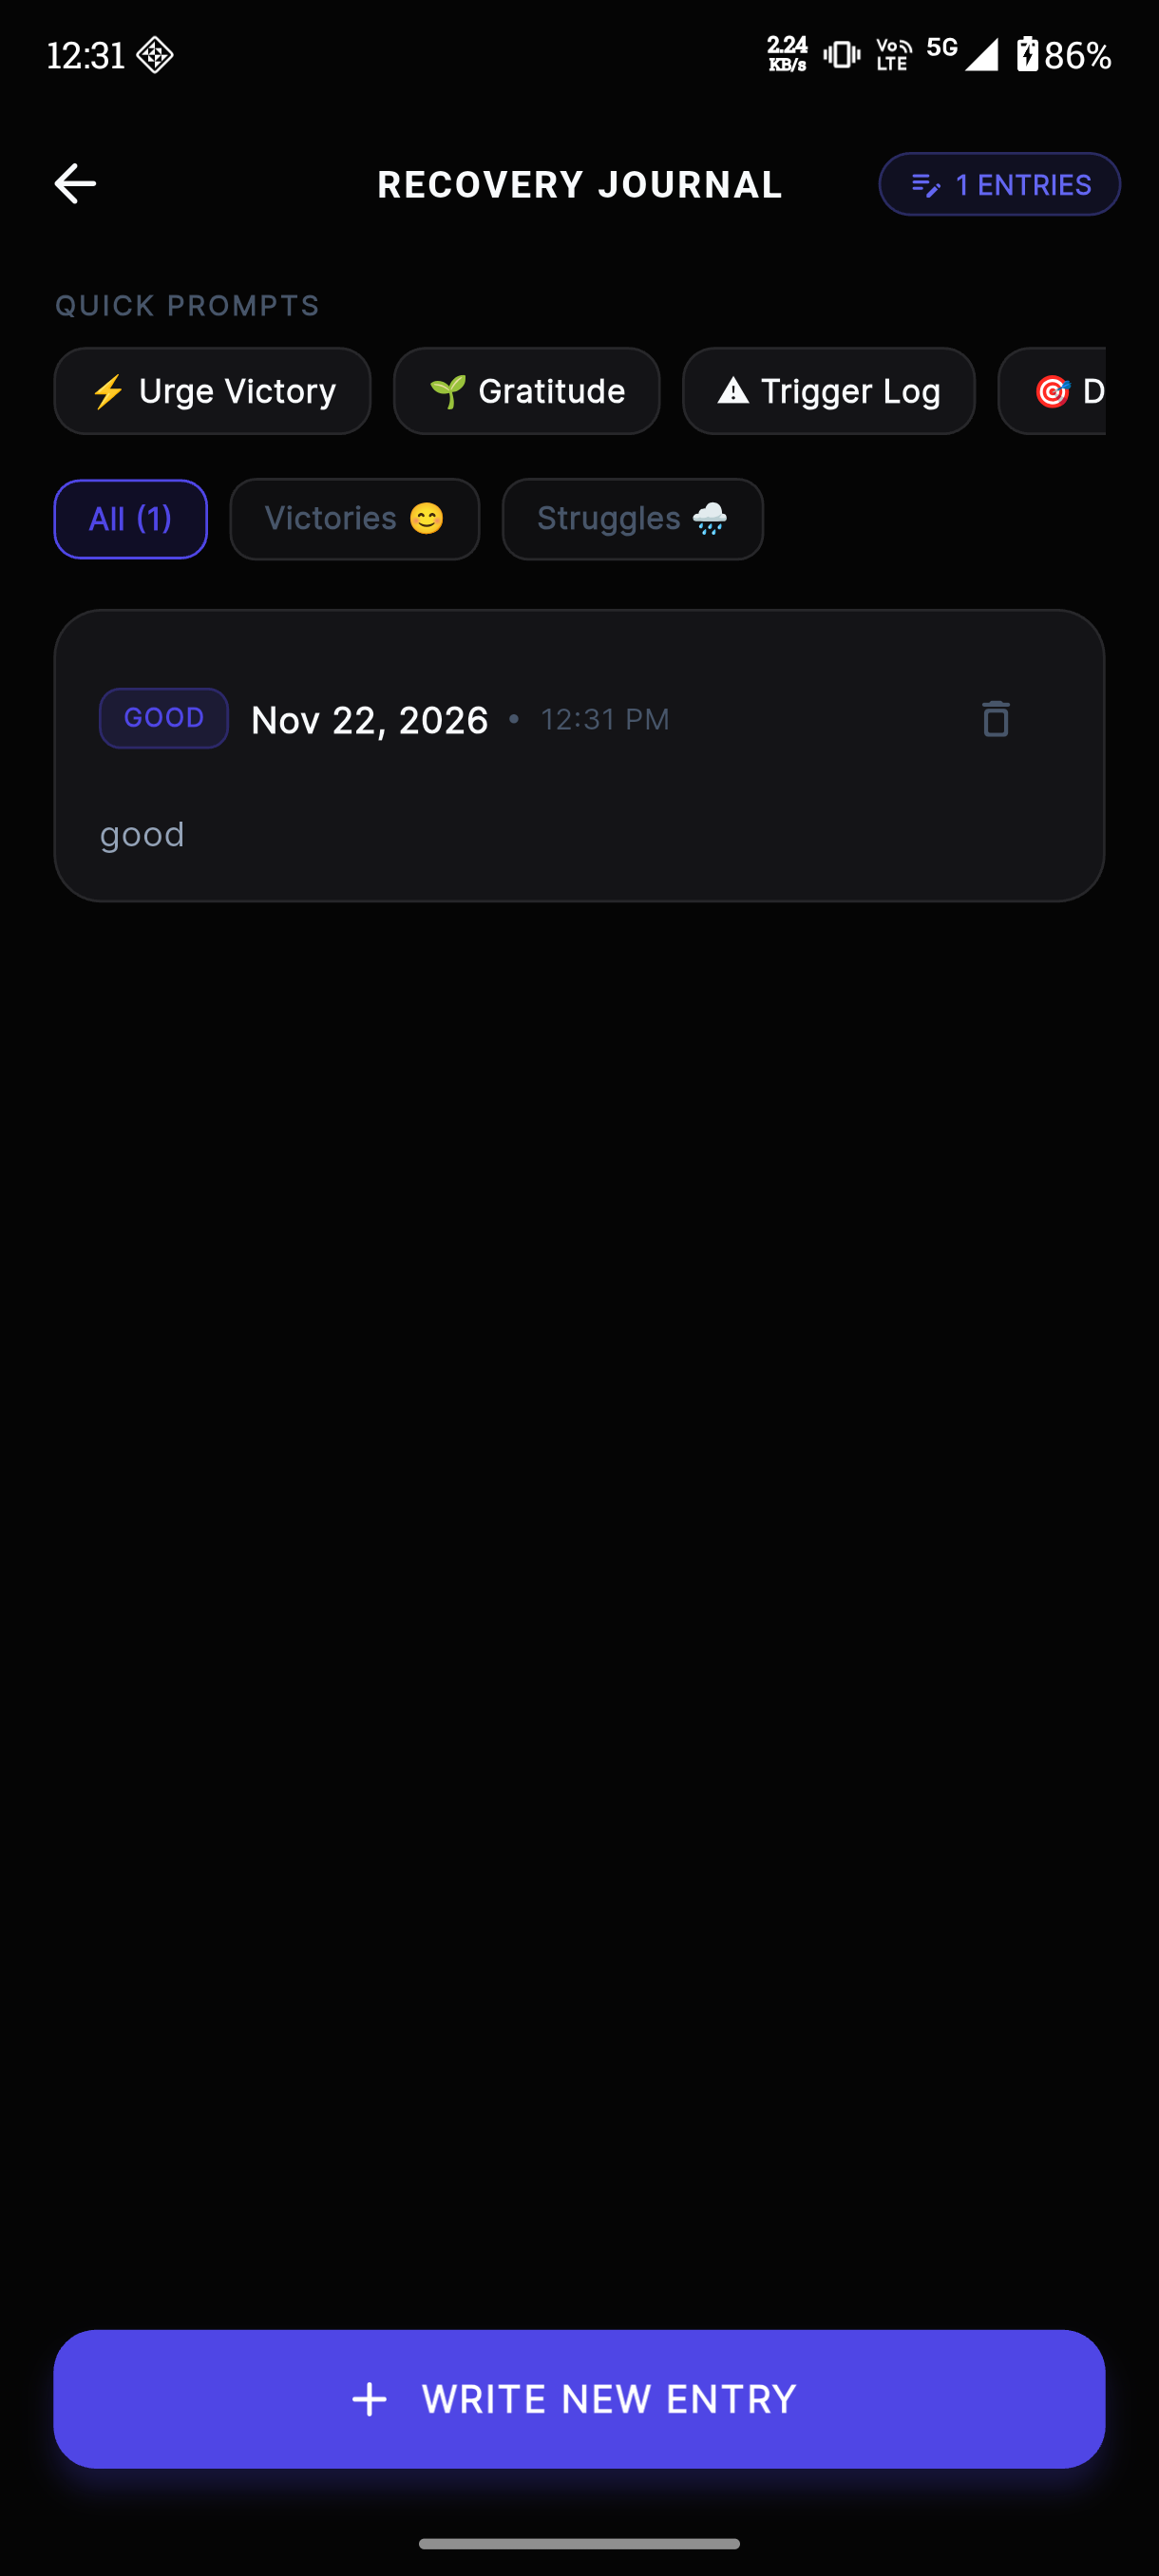 12:31 2.24 KB/s Vo LTE 5G 86%
RECOVERY JOURNAL 1 ENTRIES
QUICK PROMPTS
⚡ Urge Victory 🌱 Gratitude ⚠ Trigger Log 🎯 D
All (1) Victories 😊 Struggles 🌧️
GOOD Nov 22, 2026 • 12:31 PM
good
+ WRITE NEW ENTRY